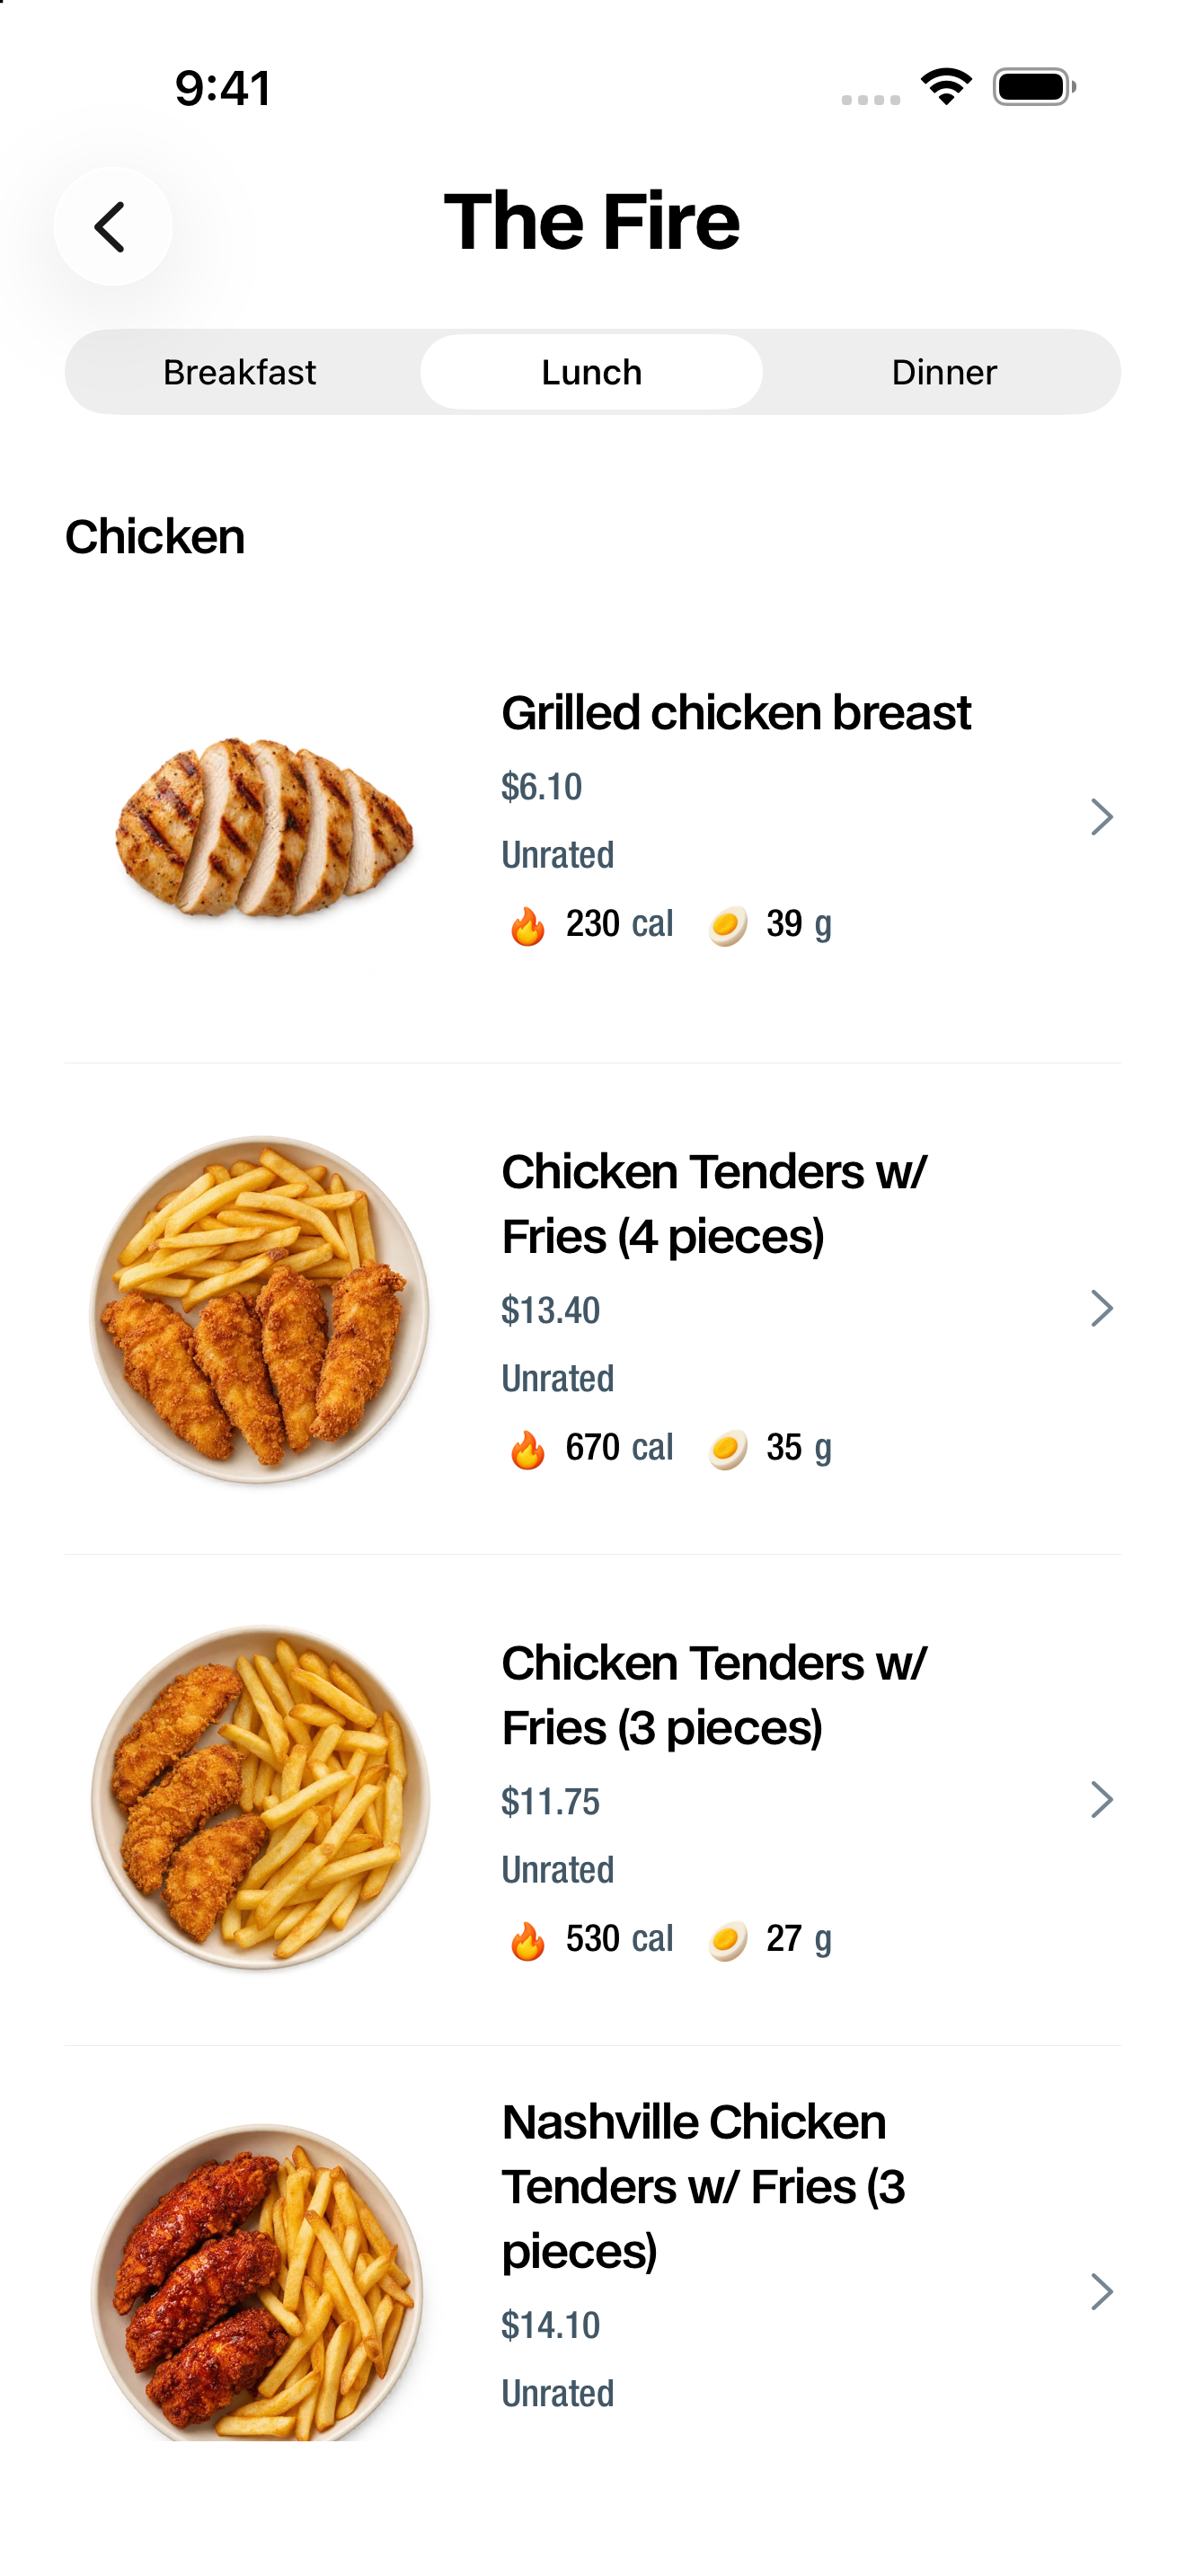 9:41
The Fire
Breakfast
Lunch
Dinner
Chicken
Grilled chicken breast
$6.10
Unrated
230 cal 39 g
Chicken Tenders w/
Fries (4 pieces)
$13.40
Unrated
670 cal 35 g
Chicken Tenders w/
Fries (3 pieces)
$11.75
Unrated
530 cal 27 g
Nashville Chicken
Tenders w/ Fries (3
pieces)
$14.10
Unrated